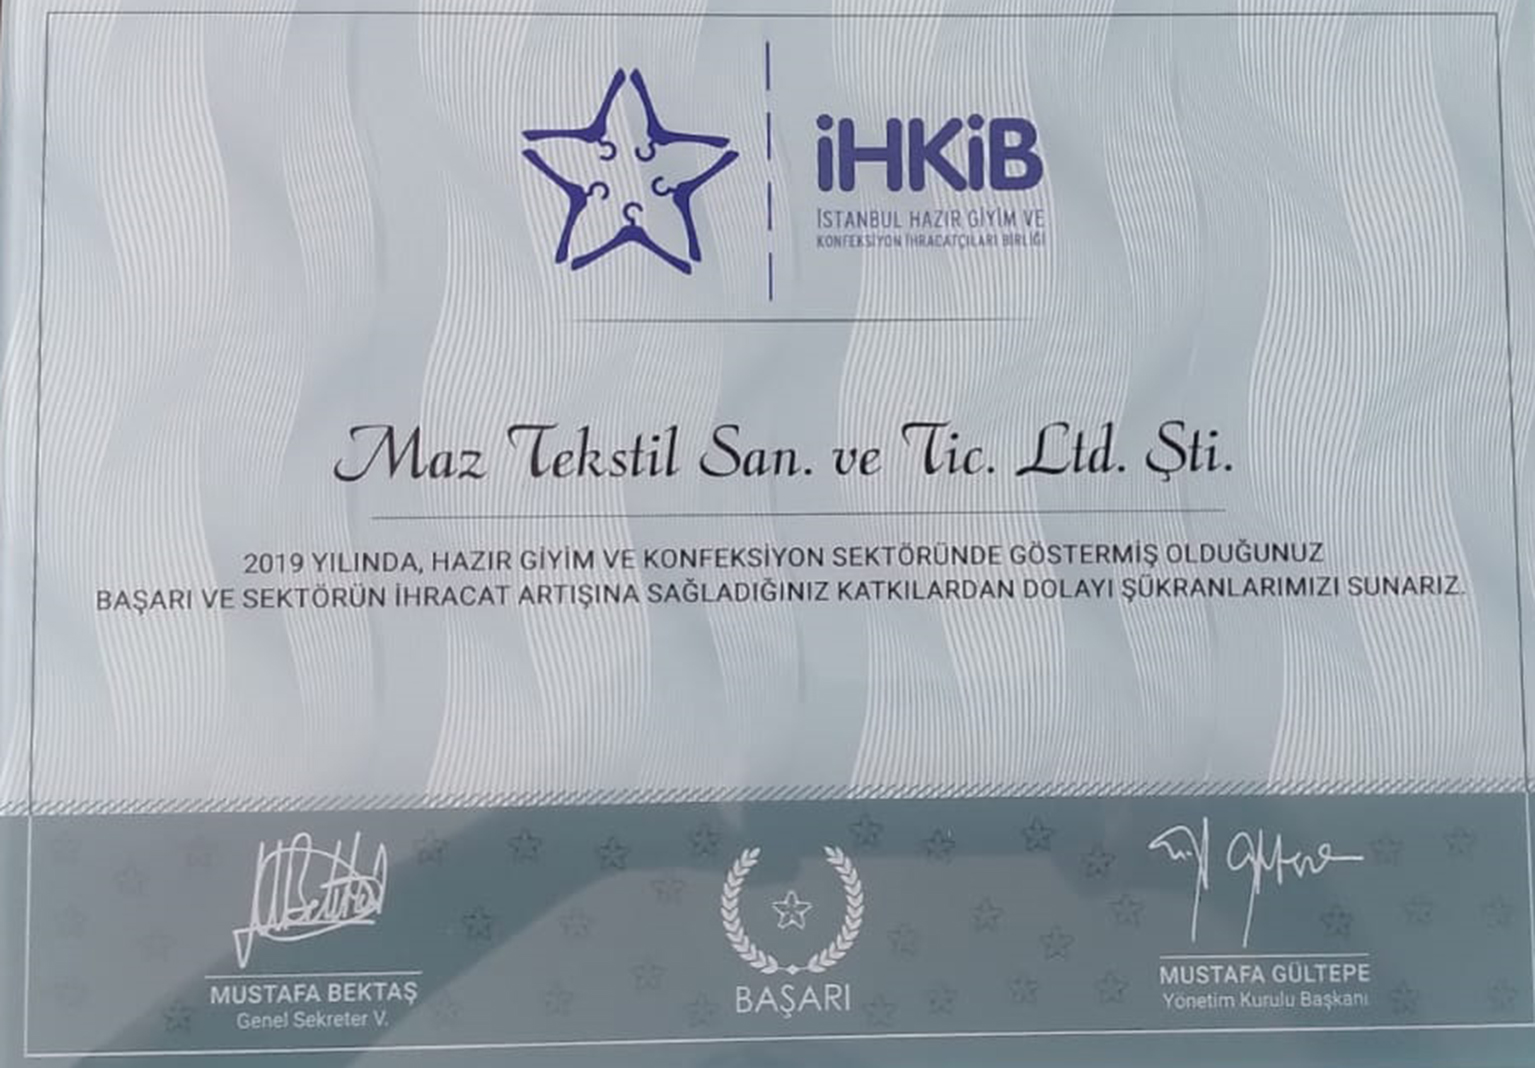 iHKiB
İSTANBUL HAZIR GİYİM VE
KONFEKSİYON İHRACATÇILARI BİRLİĞİ
Maz Tekstil San. ve Tic. Ltd. Şti.
2019 YILINDA, HAZIR GİYİM VE KONFEKSİYON SEKTÖRÜNDE GÖSTERMİŞ OLDUĞUNUZ
BAŞARI VE SEKTÖRÜN İHRACAT ARTIŞINA SAĞLADIĞINIZ KATKILARDAN DOLAYI ŞÜKRANLARIMIZI SUNARIZ.
MUSTAFA BEKTAŞ
Genel Sekreter V.
BAŞARI
MUSTAFA GÜLTEPE
Yönetim Kurulu Başkanı